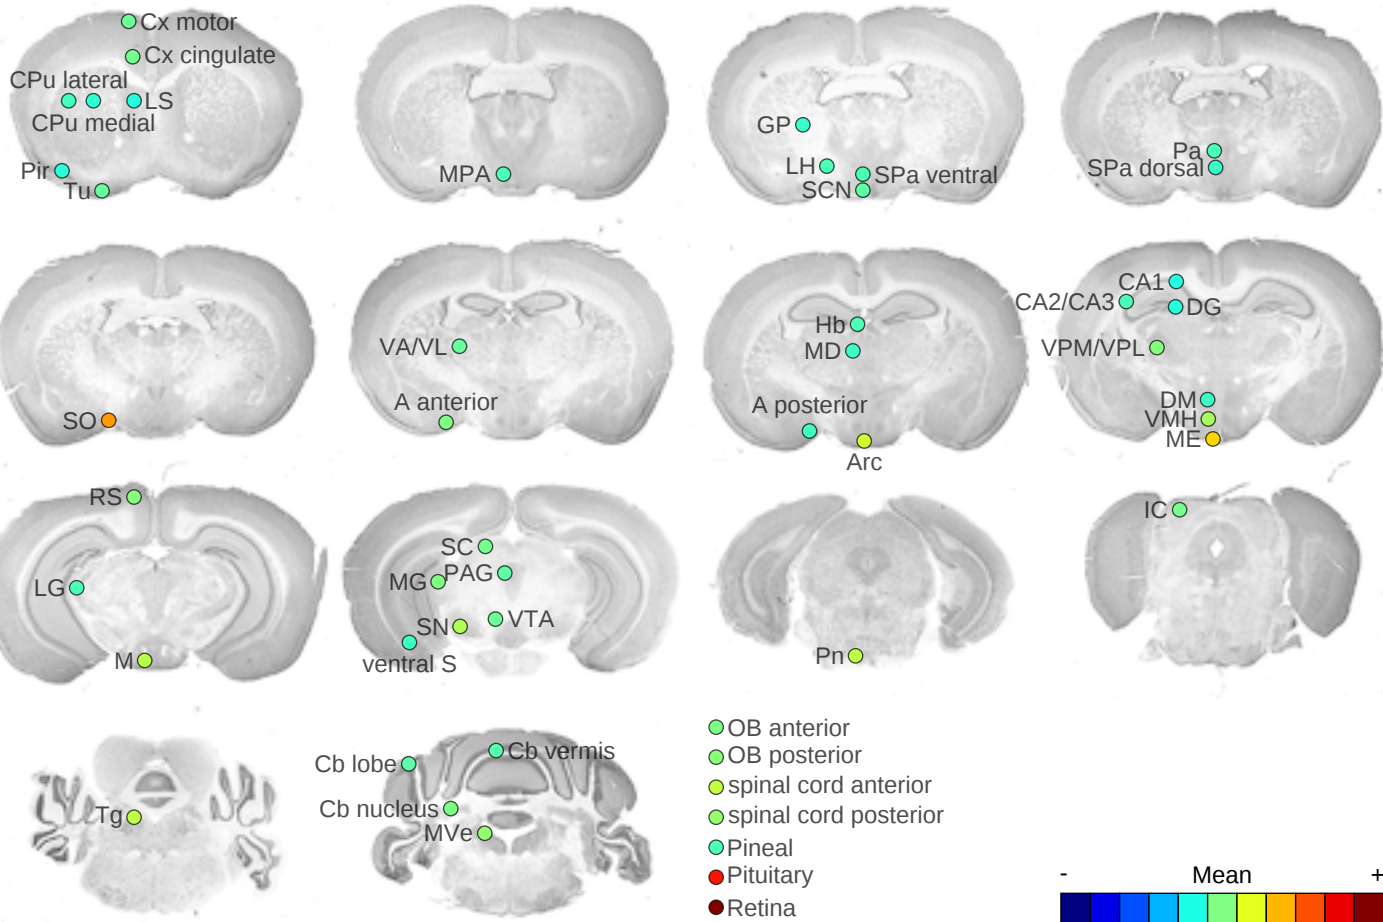 Cx motor
Cx cingulate
CPu lateral
LS
CPu medial
Pir
Tu
MPA
GP
LH
SPa ventral
SCN
Pa
SPa dorsal
SO
VA/VL
A anterior
Hb
MD
A posterior
Arc
CA1
CA2/CA3
DG
VPM/VPL
DM
VMH
ME
RS
LG
M
SC
PAG
MG
VTA
SN
ventral S
Pn
IC
Tg
Cb vermis
Cb lobe
Cb nucleus
MVe
OB anterior
OB posterior
spinal cord anterior
spinal cord posterior
Pineal
Pituitary
Retina
- Mean +